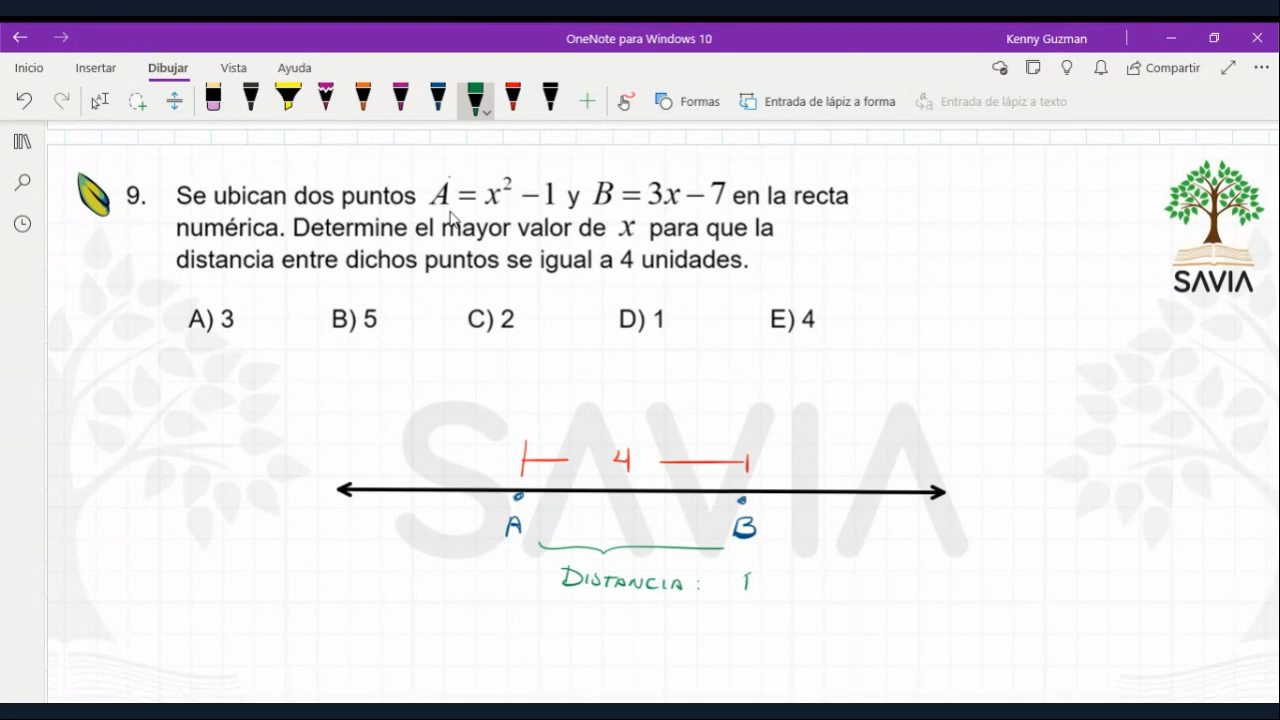 OneNote para Windows 10
Kenny Guzman
Inicio Insertar Dibujar Vista Ayuda
Compartir
Formas Entrada de lápiz a forma Entrada de lápiz a texto
9. Se ubican dos puntos A = x² − 1 y B = 3x − 7 en la recta
numérica. Determine el mayor valor de x para que la
distancia entre dichos puntos se igual a 4 unidades.
SAVIA
A) 3 B) 5 C) 2 D) 1 E) 4
SAVIA
4
A B
DISTANCIA :